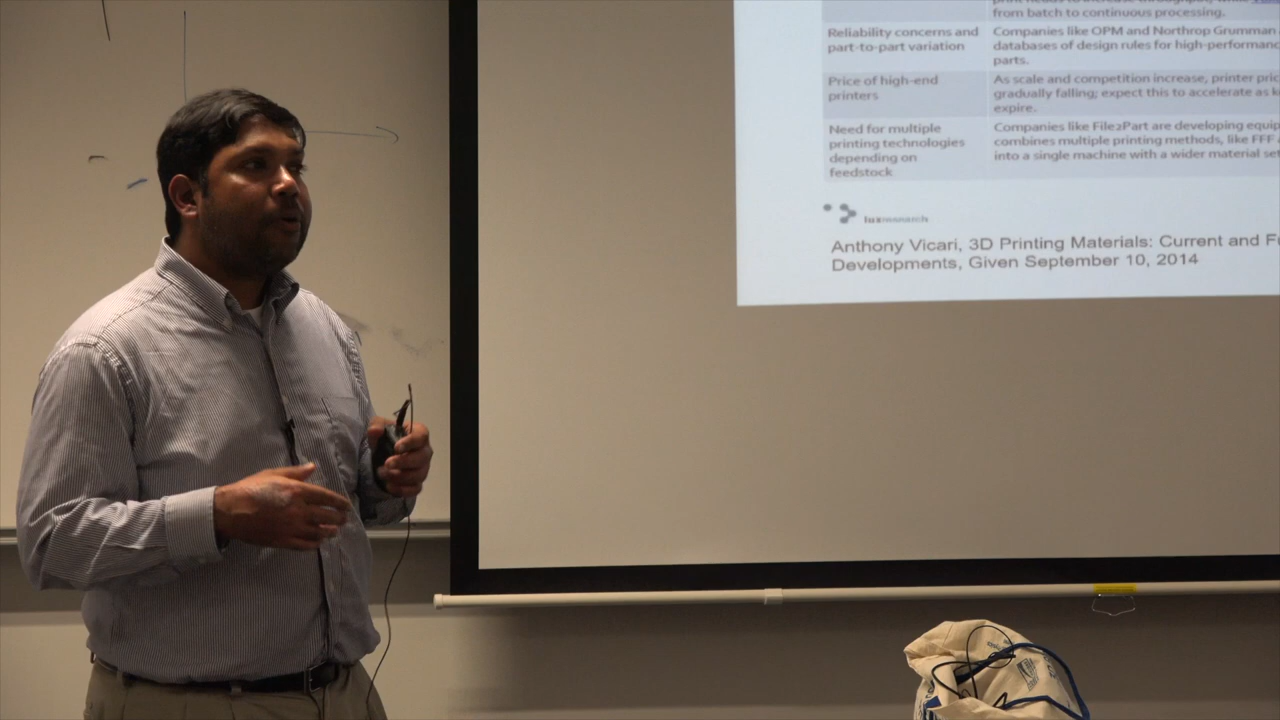 from batch to continuous processing.
Reliability concerns and
part-to-part variation
Companies like OPM and Northrop Grumman
databases of design rules for high-performanc
parts.
Price of high-end
printers
As scale and competition increase, printer pric
gradually falling; expect this to accelerate as k
expire.
Need for multiple
printing technologies
depending on
feedstock
Companies like File2Part are developing equip
combines multiple printing methods, like FFF
into a single machine with a wider material set
luxresearch
Anthony Vicari, 3D Printing Materials: Current and Fu
Developments, Given September 10, 2014